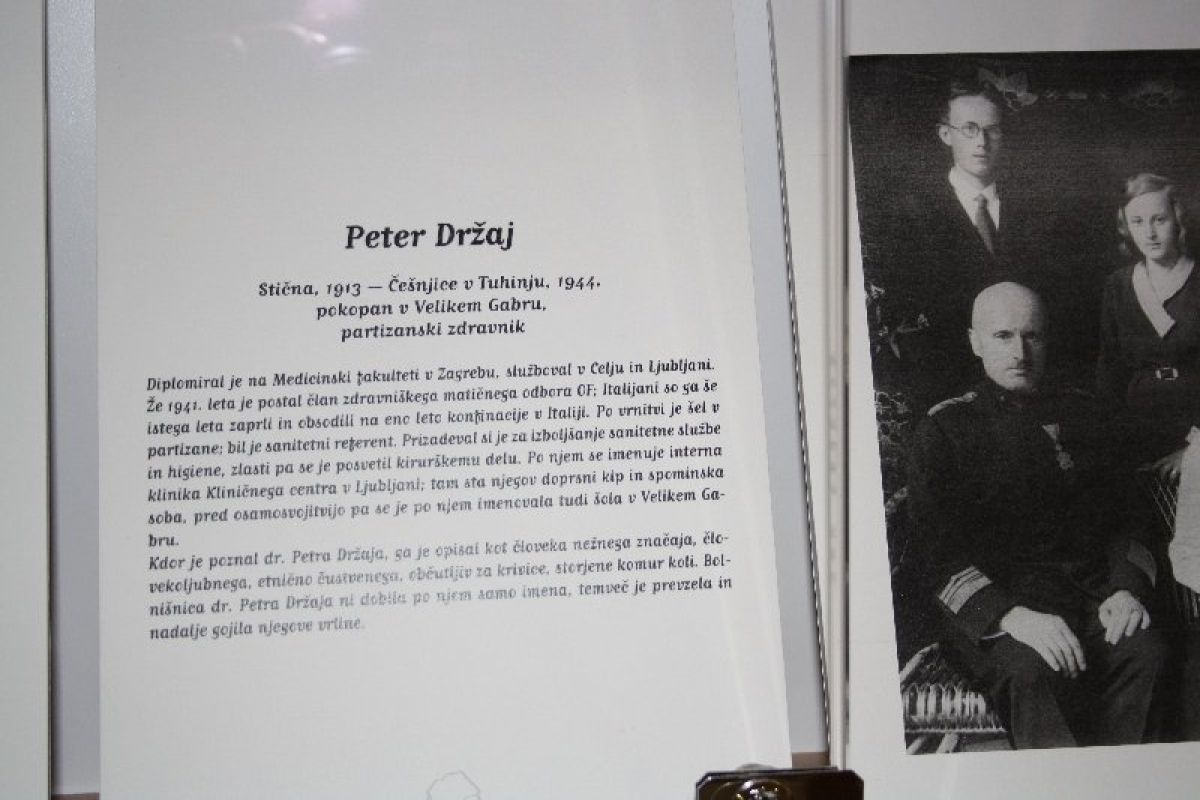 Peter Držaj
Stična, 1913 — Češnjice v Tuhinju, 1944,
pokopan v Velikem Gabru,
partizanski zdravnik
Diplomiral je na Medicinski fakulteti v Zagrebu, služboval v Celju in Ljubljani.
Že 1941. leta je postal član zdravniškega matičnega odbora OF; Italijani so ga še
istega leta zaprli in obsodili na eno leto konfinacije v Italiji. Po vrnitvi je šel v
partizane; bil je sanitetni referent. Prizadeval si je za izboljšanje sanitetne službe
in higiene, zlasti pa se je posvetil kirurškemu delu. Po njem se imenuje interna
klinika Kliničnega centra v Ljubljani; tam sta njegov doprsni kip in spominska
soba, pred osamosvojitvijo pa se je po njem imenovala tudi šola v Velikem Ga-
bru.
Kdor je poznal dr. Petra Držaja, ga je opisal kot človeka nežnega značaja, člo-
vekoljubnega, etnično čustvenega, občutljiv za krivice, storjene komur koli. Bol-
nišnica dr. Petra Držaja ni dobila po njem samo imena, temveč je prevzela in
nadalje gojila njegove vrline.